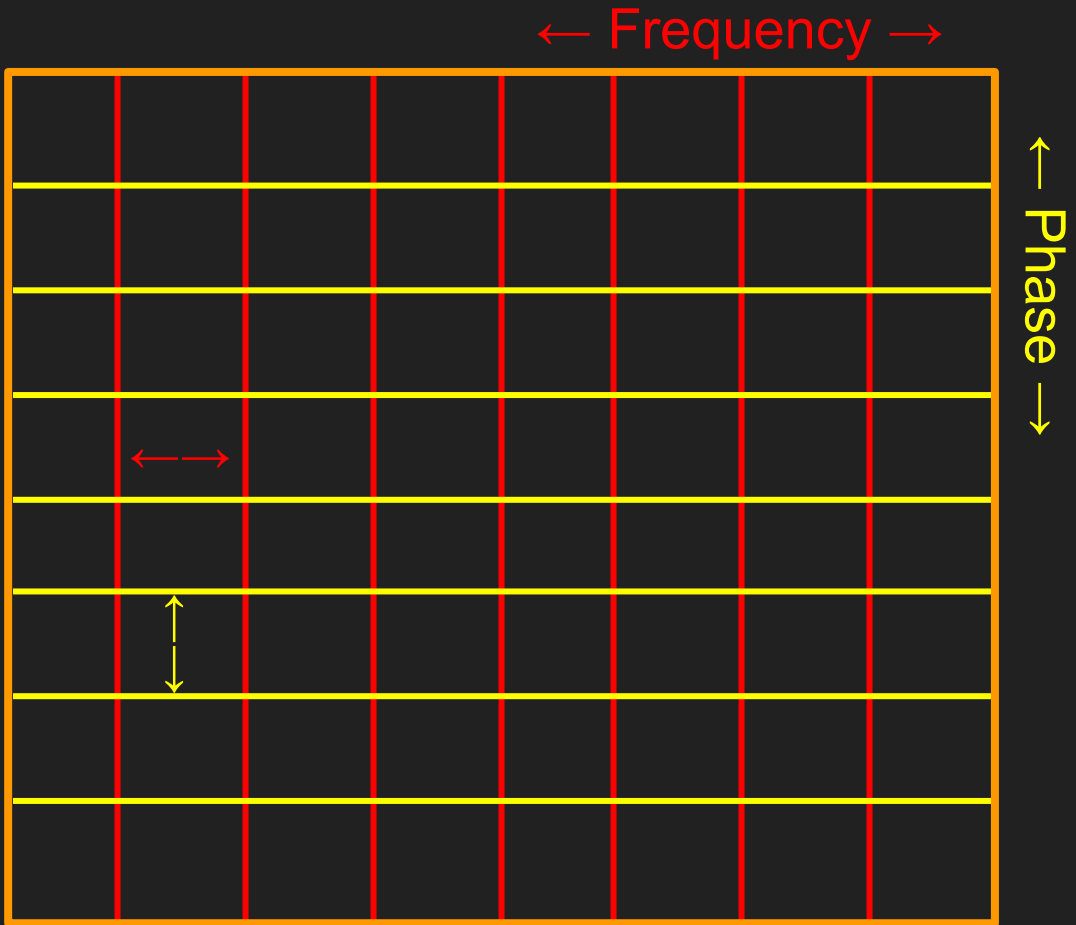 ← Frequency →
← Phase →